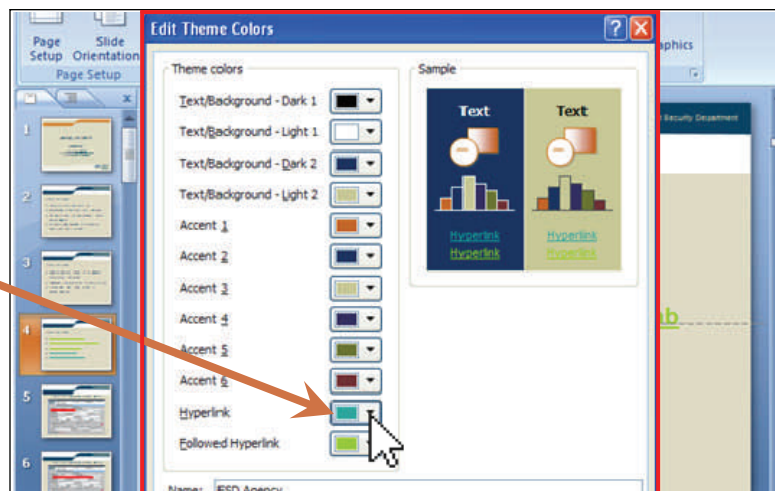 Edit Theme Colors
Page Setup
Slide Orientation
Page Setup
aphics
Theme colors
Text/Background - Dark 1
Text/Background - Light 1
Text/Background - Dark 2
Text/Background - Light 2
Accent 1
Accent 2
Accent 3
Accent 4
Accent 5
Accent 6
Hyperlink
Followed Hyperlink
Name: ESD Agency
Sample
Text
Text
Hyperlink
Hyperlink
Hyperlink
Hyperlink
Security Department
ab
1
2
3
4
5
6